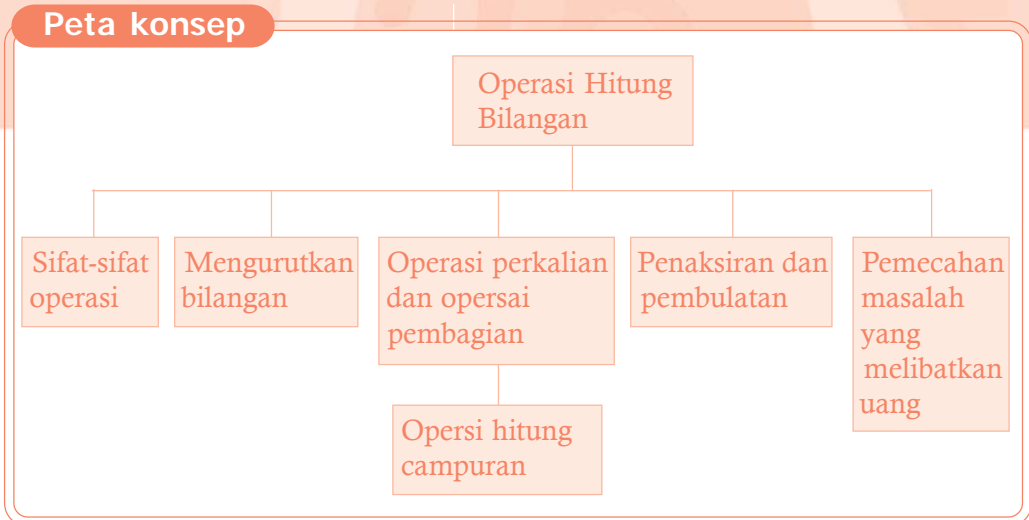 Peta konsep
Operasi Hitung
Bilangan
Sifat-sifat
operasi
Mengurutkan
bilangan
Operasi perkalian
dan opersai
pembagian
Penaksiran dan
pembulatan
Pemecahan
masalah
yang
melibatkan
uang
Opersi hitung
campuran